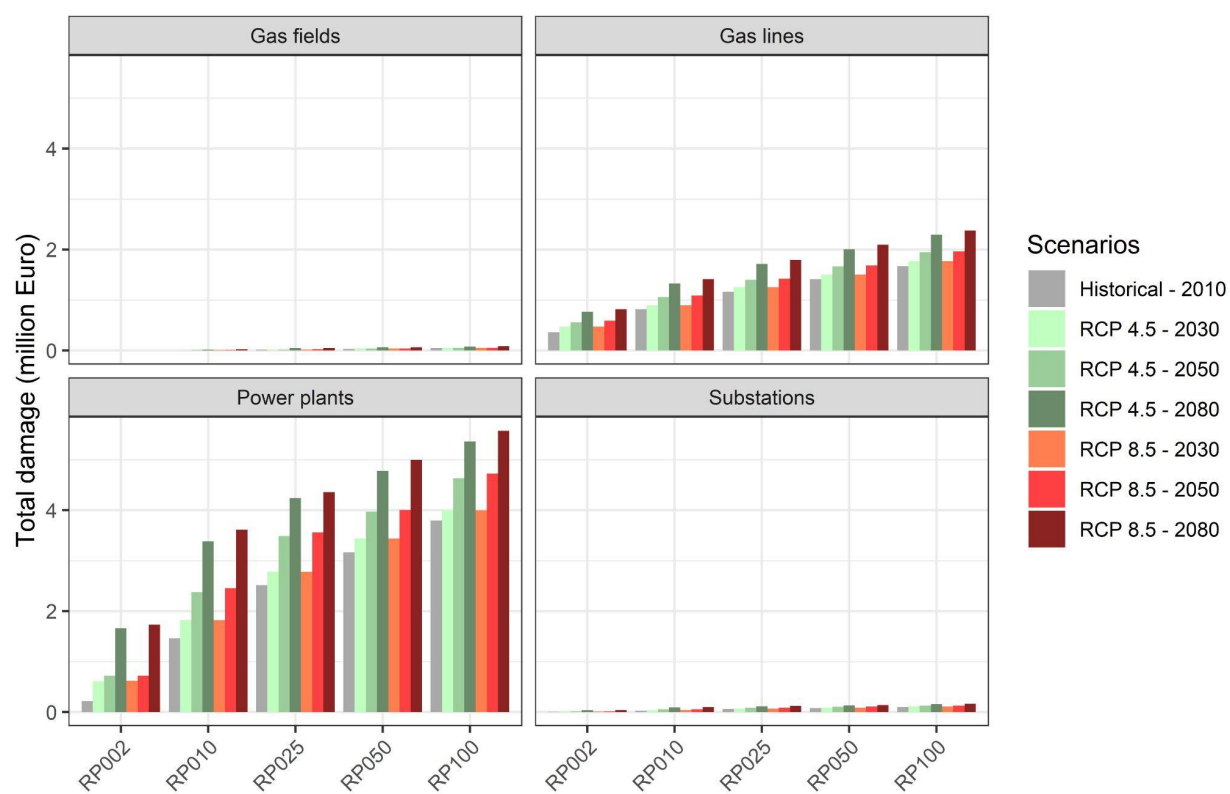 Gas fields
Gas lines
4
2
0
Power plants
Substations
4
2
0
Total damage (million Euro)
RP002
RP010
RP025
RP050
RP100
RP002
RP010
RP025
RP050
RP100
Scenarios
Historical - 2010
RCP 4.5 - 2030
RCP 4.5 - 2050
RCP 4.5 - 2080
RCP 8.5 - 2030
RCP 8.5 - 2050
RCP 8.5 - 2080